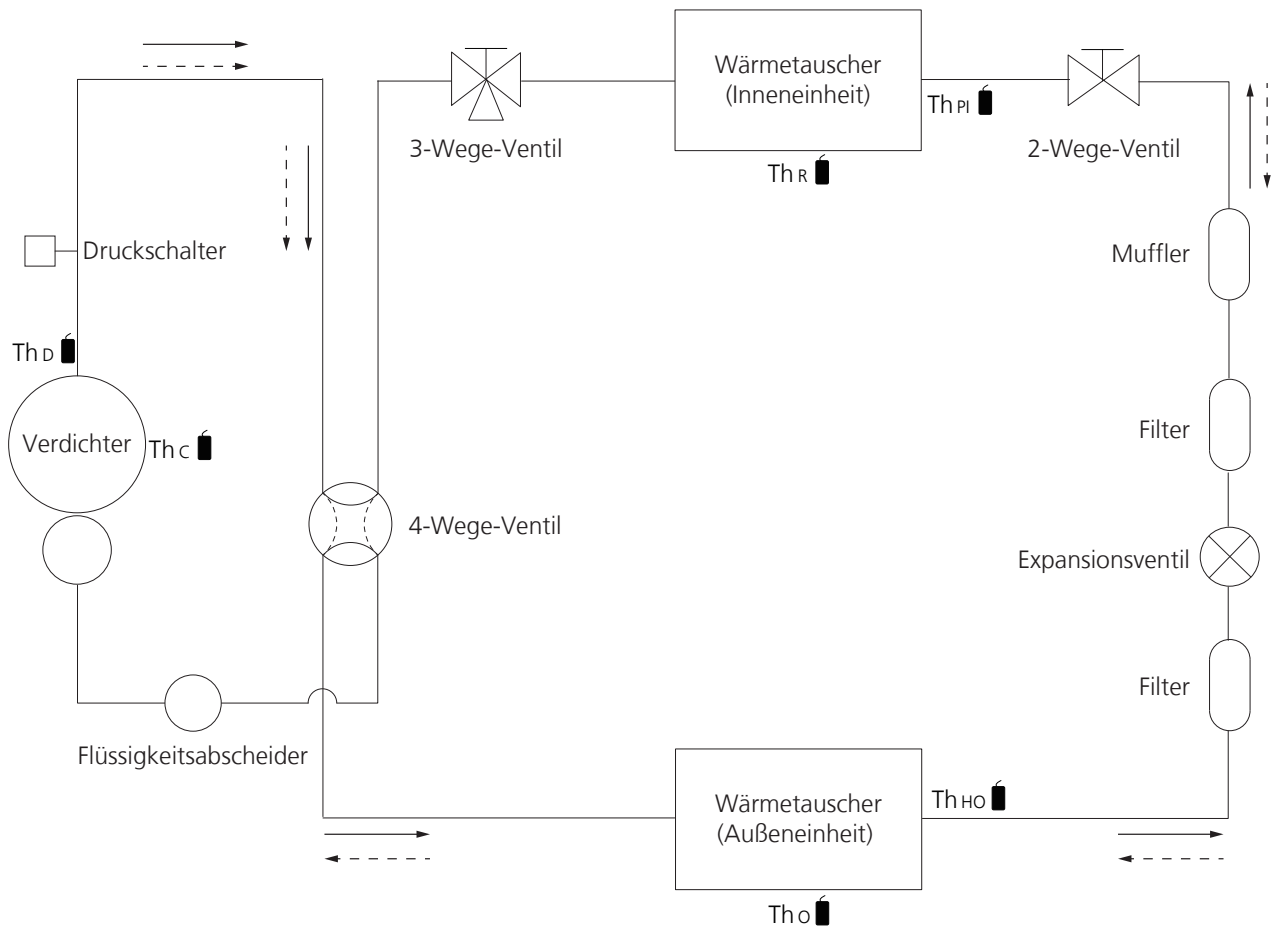 Wärmetauscher
(Inneneinheit)
Th PI
3-Wege-Ventil
2-Wege-Ventil
Th R
Druckschalter
Muffler
Th D
Verdichter
Th C
Filter
4-Wege-Ventil
Expansionsventil
Filter
Flüssigkeitsabscheider
Wärmetauscher
(Außeneinheit)
Th HO
Th O